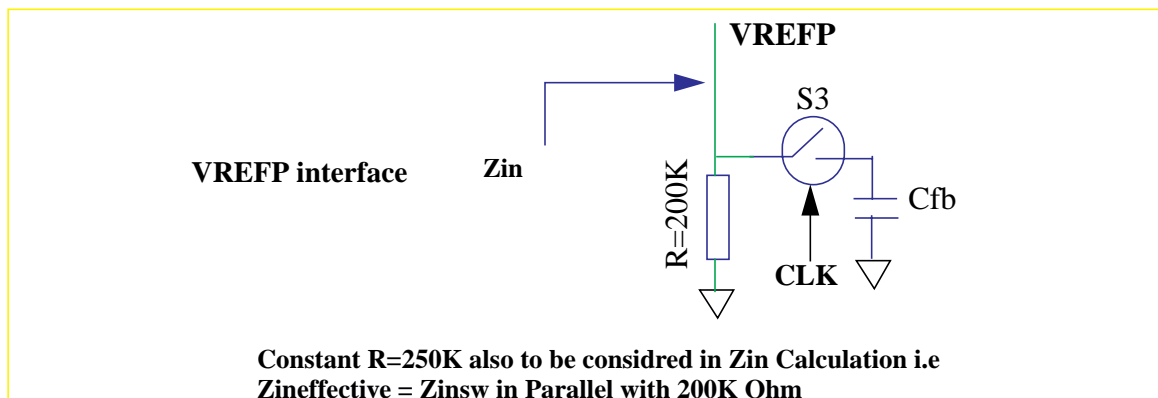 VREFP
S3
VREFP interface
Zin
R=200K
Cfb
CLK
Constant R=250K also to be considred in Zin Calculation i.e
Zineffective = Zinsw in Parallel with 200K Ohm